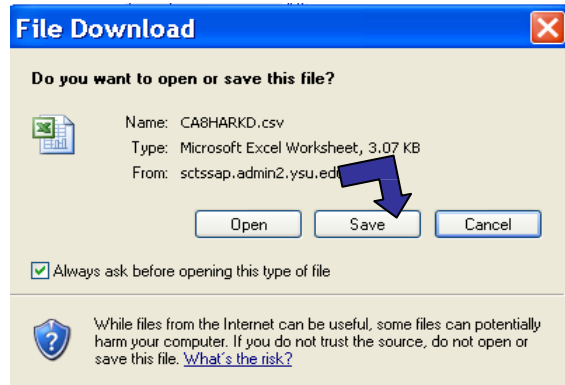 File Download
Do you want to open or save this file?
Name: CA8HARKD.csv
Type: Microsoft Excel Worksheet, 3.07 KB
From: sctssap.admin2.ysu.edu
Open Save Cancel
Always ask before opening this type of file
While files from the Internet can be useful, some files can potentially
harm your computer. If you do not trust the source, do not open or
save this file. What's the risk?